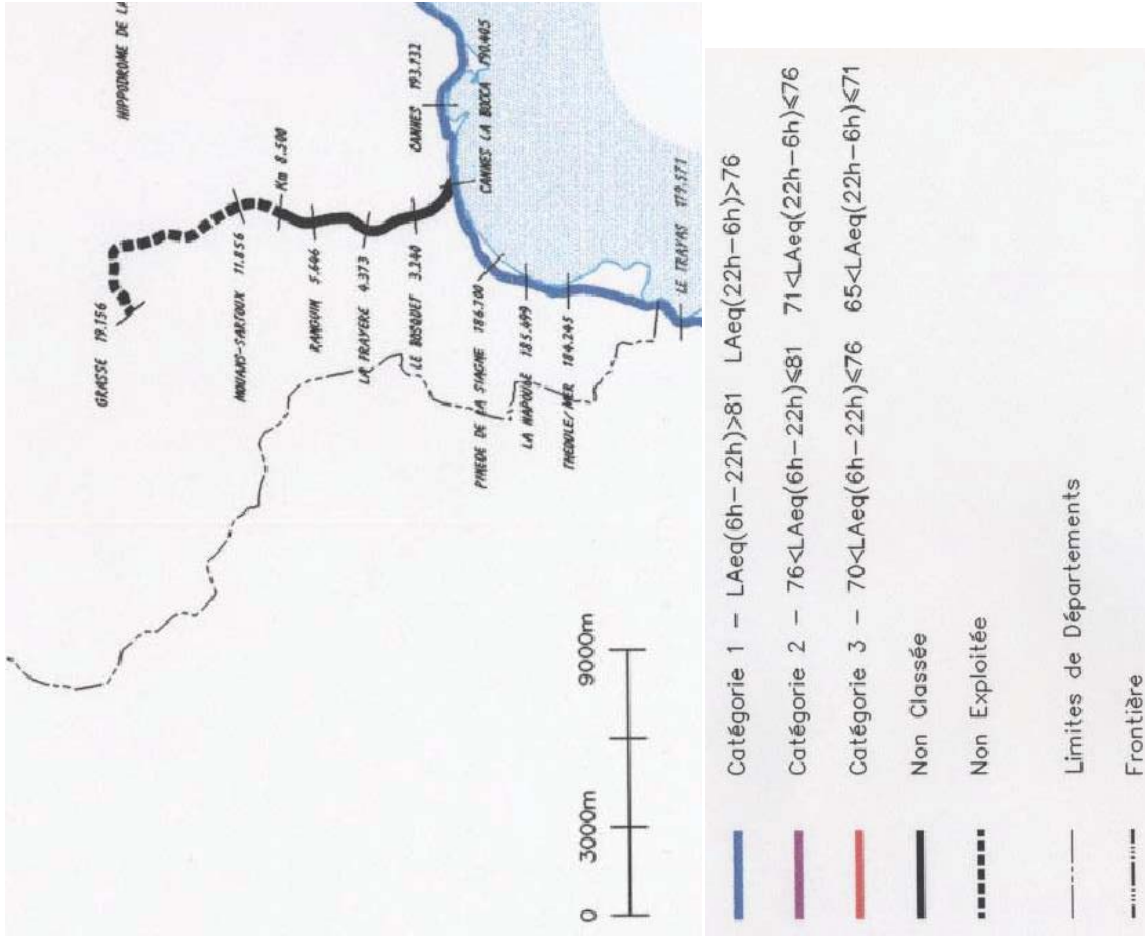 HIPPODROME DE LA
GRASSE 19.156
MOUANS-SARTOUX 11.856
Km 8.500
RANGUIN 5.646
LA FRAYERE 4.373
LE BOSQUET 3.240
CANNES 193.132
CANNES LA BOCCA 190.405
PINEDE DE LA SIAGNE 186.700
LA NAPOULE 185.499
THEOULE/MER 184.245
LE TRAYAS 179.571
0 3000m 9000m
Catégorie 1 – LAeq(6h–22h)>81 LAeq(22h–6h)>76
Catégorie 2 – 76<LAeq(6h–22h)⩽81 71<LAeq(22h–6h)⩽76
Catégorie 3 – 70<LAeq(6h–22h)⩽76 65<LAeq(22h–6h)⩽71
Non Classée
Non Exploitée
Limites de Départements
Frontière